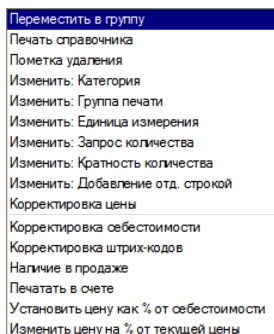 Переместить в группу
Печать справочника
Пометка удаления
Изменить: Категория
Изменить: Группа печати
Изменить: Единица измерения
Изменить: Запрос количества
Изменить: Кратность количества
Изменить: Добавление отд. строкой
Корректировка цены
Корректировка себестоимости
Корректировка штрих-кодов
Наличие в продаже
Печатать в счете
Установить цену как % от себестоимости
Изменить цену на % от текущей цены